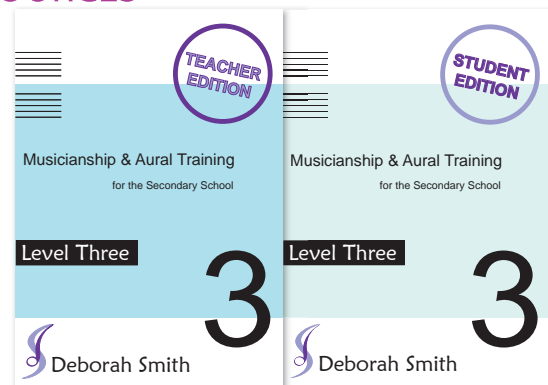 TEACHER
EDITION
Musicianship & Aural Training
for the Secondary School
Level Three
3
Deborah Smith
STUDENT
EDITION
Musicianship & Aural Training
for the Secondary School
Level Three
3
Deborah Smith